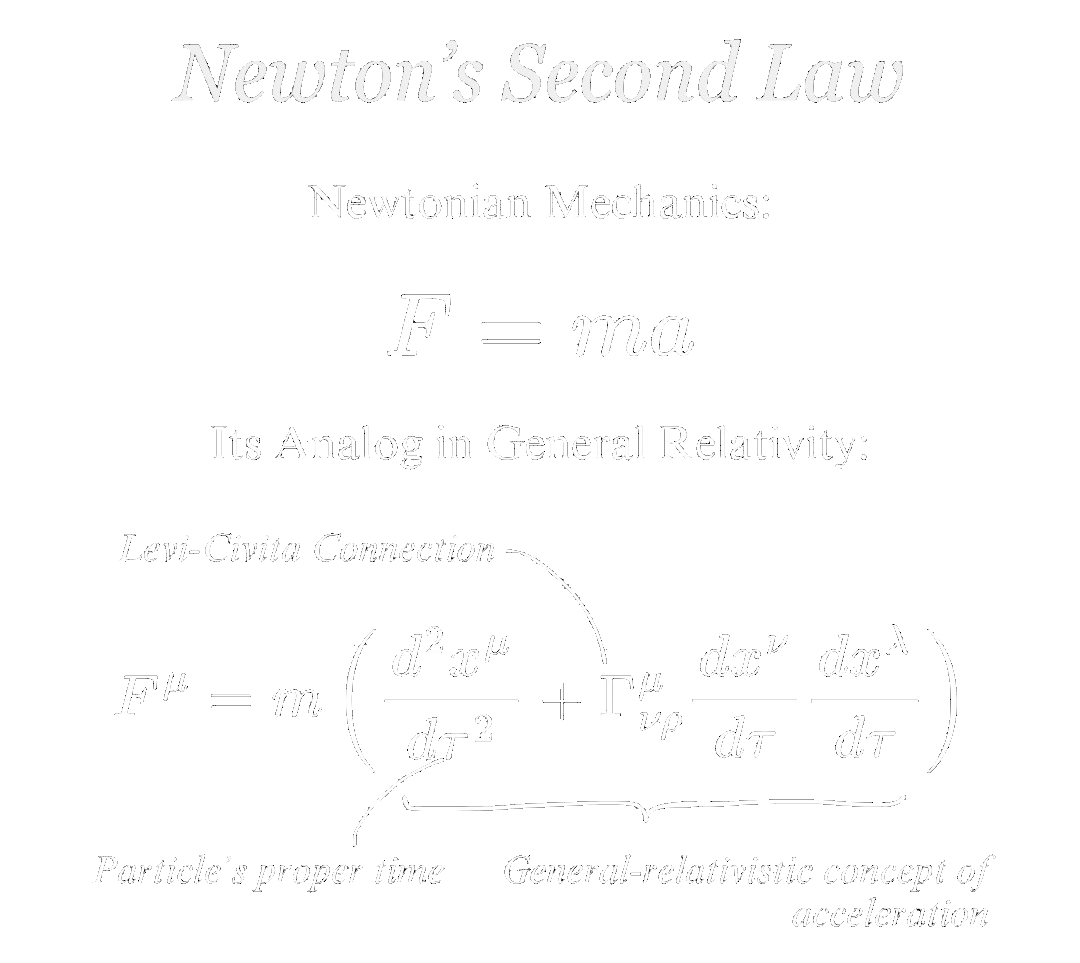 Newton's Second Law
Newtonian Mechanics:
F = ma
Its Analog in General Relativity:
Levi-Civita Connection
F^μ = m ( d²x^μ/dτ² + Γ^μ_νρ dx^ν/dτ dx^λ/dτ )
Particle's proper time
General-relativistic concept of
acceleration